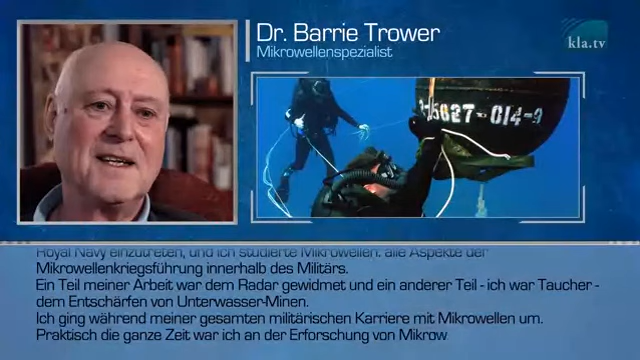 Dr. Barrie Trower
Mikrowellenspezialist
kla.tv
5827-014-9
Royal Navy einzutreten, und ich studierte Mikrowellen: alle Aspekte der
Mikrowellenkriegsführung innerhalb des Militärs.
Ein Teil meiner Arbeit war dem Radar gewidmet und ein anderer Teil - ich war Taucher -
dem Entschärfen von Unterwasser-Minen.
Ich ging während meiner gesamten militärischen Karriere mit Mikrowellen um.
Praktisch die ganze Zeit war ich an der Erforschung von Mikrow